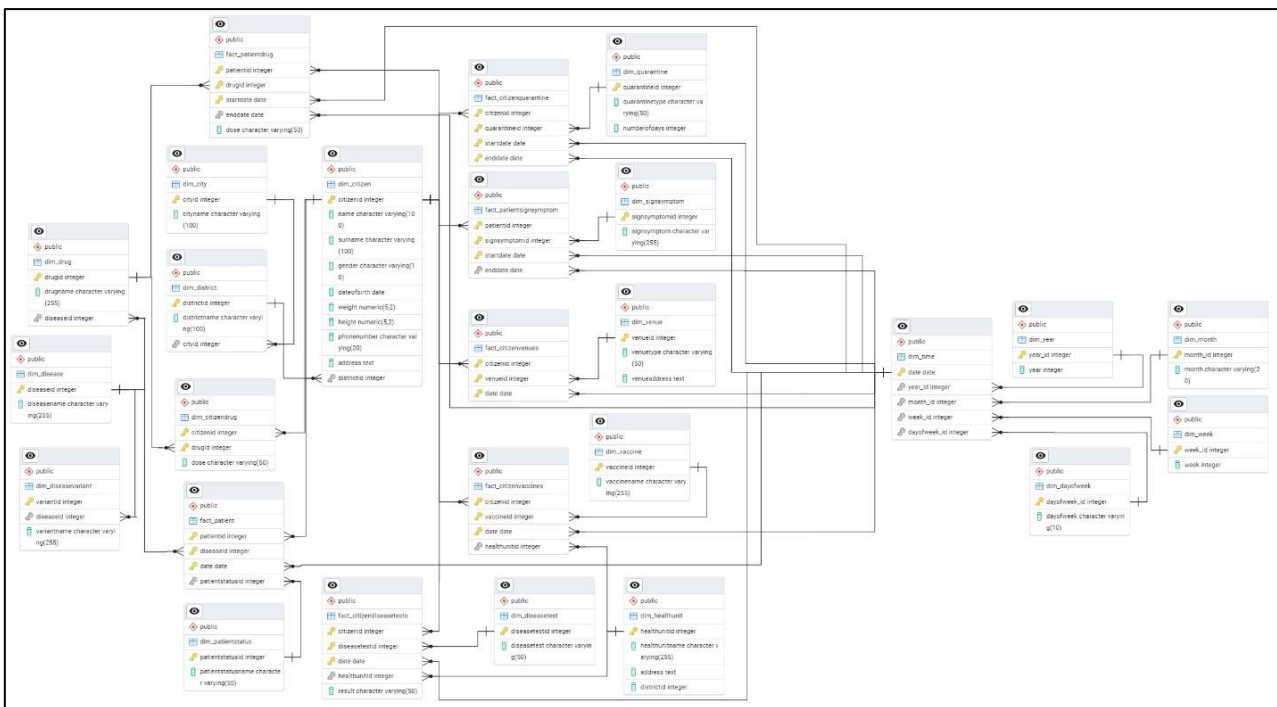 public
fact_patientdrug
patientid integer
drugid integer
startdate date
enddate date
dose character varying(50)
public
dim_city
cityid integer
cityname character varying
(100)
public
dim_drug
drugid integer
drugname character varying
(255)
diseaseid integer
public
dim_district
districtid integer
districtname character varyi
ng(100)
cityid integer
public
dim_disease
diseaseid integer
diseasename character var
ying(255)
public
dim_citizendrug
citizenid integer
drugid integer
dose character varying(50)
public
dim_diseasevariant
variantid integer
diseaseid integer
variantname character varyi
ng(255)
public
fact_patient
patientid integer
diseaseid integer
date date
patientstatusid integer
public
dim_patientstatus
patientstatusid integer
patientstatusname characte
r varying(50)
public
dim_citizen
citizenid integer
name character varying(10
0)
surname character varying
(100)
gender character varying(1
0)
dateofbirth date
weight numeric(5,2)
height numeric(5,2)
phonenumber character va
rying(20)
address text
districtid integer
public
fact_citizendiseasetests
citizenid integer
diseasetestid integer
date date
healthunitid integer
result character varying(50)
public
fact_citizenquarantine
citizenid integer
quarantineid integer
startdate date
enddate date
public
dim_quarantine
quarantineid integer
quarantinetype character va
rying(50)
numberofdays integer
public
fact_patientsignsymptom
patientid integer
signsymptomid integer
startdate date
enddate date
public
dim_signsymptom
signsymptomid integer
signsymptom character var
ying(255)
public
fact_citizenvenues
citizenid integer
venueid integer
date date
public
dim_venue
venueid integer
venuetype character varying
(50)
venueaddress text
public
dim_vaccine
vaccineid integer
vaccinename character vary
ing(255)
public
fact_citizenvaccines
citizenid integer
vaccineid integer
date date
healthunitid integer
public
dim_diseasetest
diseasetestid integer
diseasetest character varyin
g(50)
public
dim_healthunit
healthunitid integer
healthunitname character v
arying(255)
address text
districtid integer
public
dim_time
date date
year_id integer
month_id integer
week_id integer
dayofweek_id integer
public
dim_year
year_id integer
year integer
public
dim_month
month_id integer
month character varying(2
0)
public
dim_week
week_id integer
week integer
public
dim_dayofweek
dayofweek_id integer
dayofweek character varyi
ng(10)